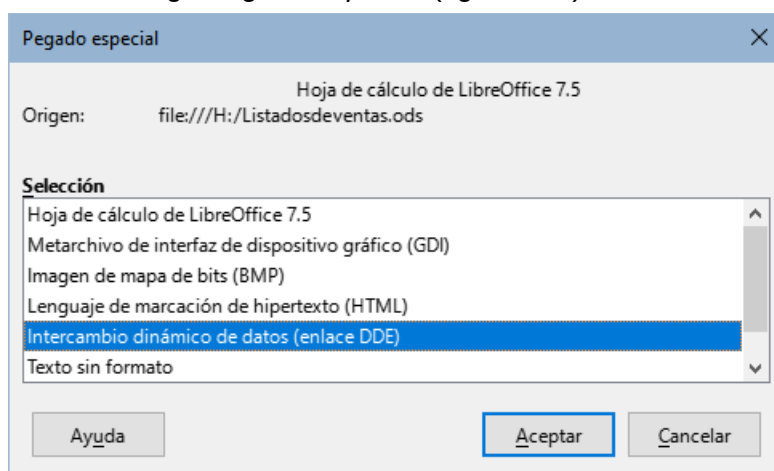 Pegado especial
Hoja de cálculo de LibreOffice 7.5
Origen: file:///H:/Listadosdeventas.ods
Selección
Hoja de cálculo de LibreOffice 7.5
Metarchivo de interfaz de dispositivo gráfico (GDI)
Imagen de mapa de bits (BMP)
Lenguaje de marcación de hipertexto (HTML)
Intercambio dinámico de datos (enlace DDE)
Texto sin formato
Ayuda Aceptar Cancelar